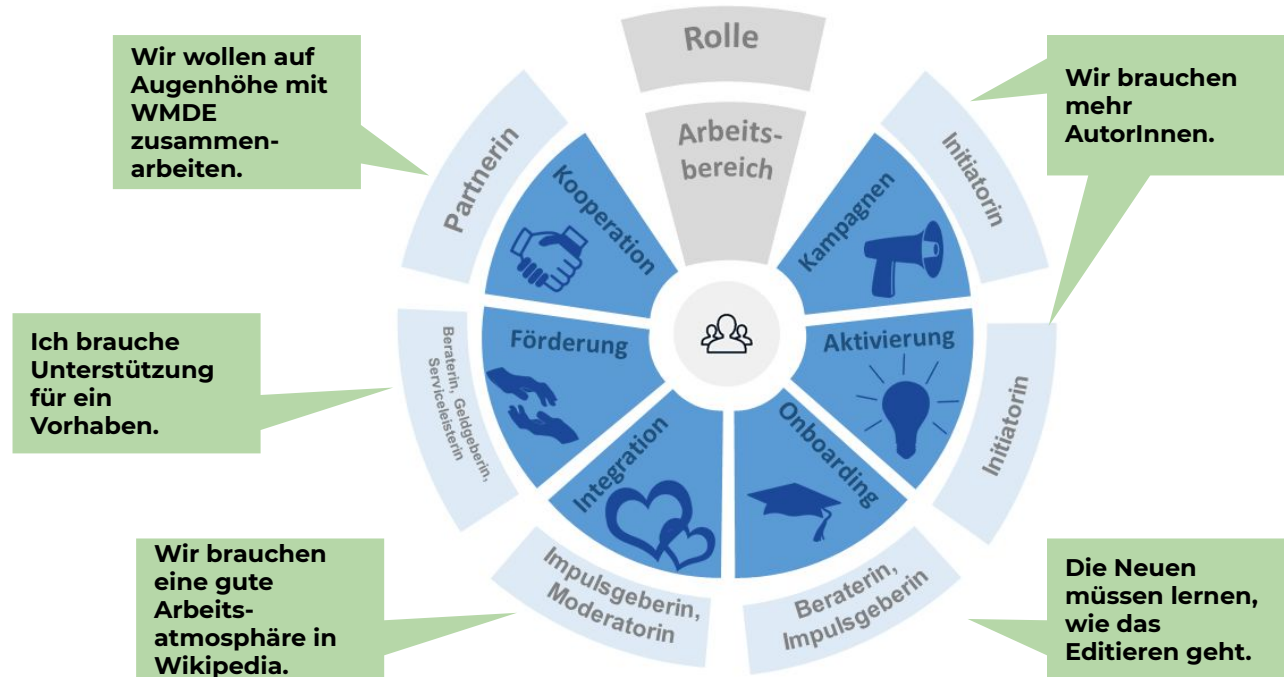 Rolle
Arbeits-
bereich
Wir wollen auf
Augenhöhe mit
WMDE
zusammen-
arbeiten.
Partnerin
Kooperation
Wir brauchen
mehr
AutorInnen.
Initiatorin
Kampagnen
Ich brauche
Unterstützung
für ein
Vorhaben.
Beraterin, Geldgeberin,
Serviceleisterin
Förderung
Aktivierung
Initiatorin
Integration
Onboarding
Wir brauchen
eine gute
Arbeits-
atmosphäre in
Wikipedia.
Impulsgeberin,
Moderatorin
Beraterin,
Impulsgeberin
Die Neuen
müssen lernen,
wie das
Editieren geht.